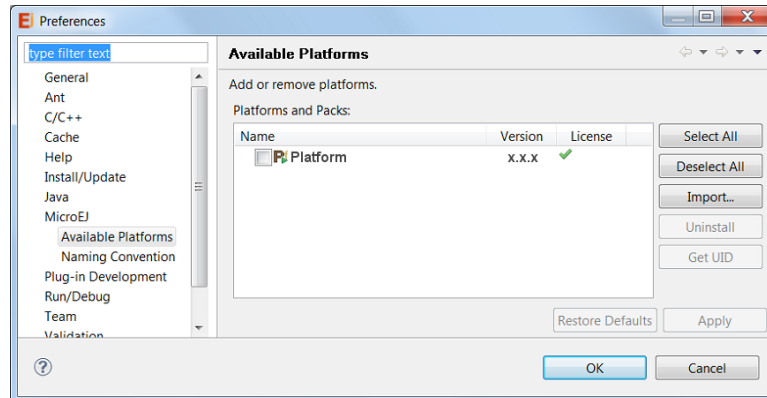 Preferences
type filter text
General
Ant
C/C++
Cache
Help
Install/Update
Java
MicroEJ
Available Platforms
Naming Convention
Plug-in Development
Run/Debug
Team
Validation
Available Platforms
Add or remove platforms.
Platforms and Packs:
Name Version License
Platform x.x.x
Select All
Deselect All
Import...
Uninstall
Get UID
Restore Defaults Apply
OK Cancel